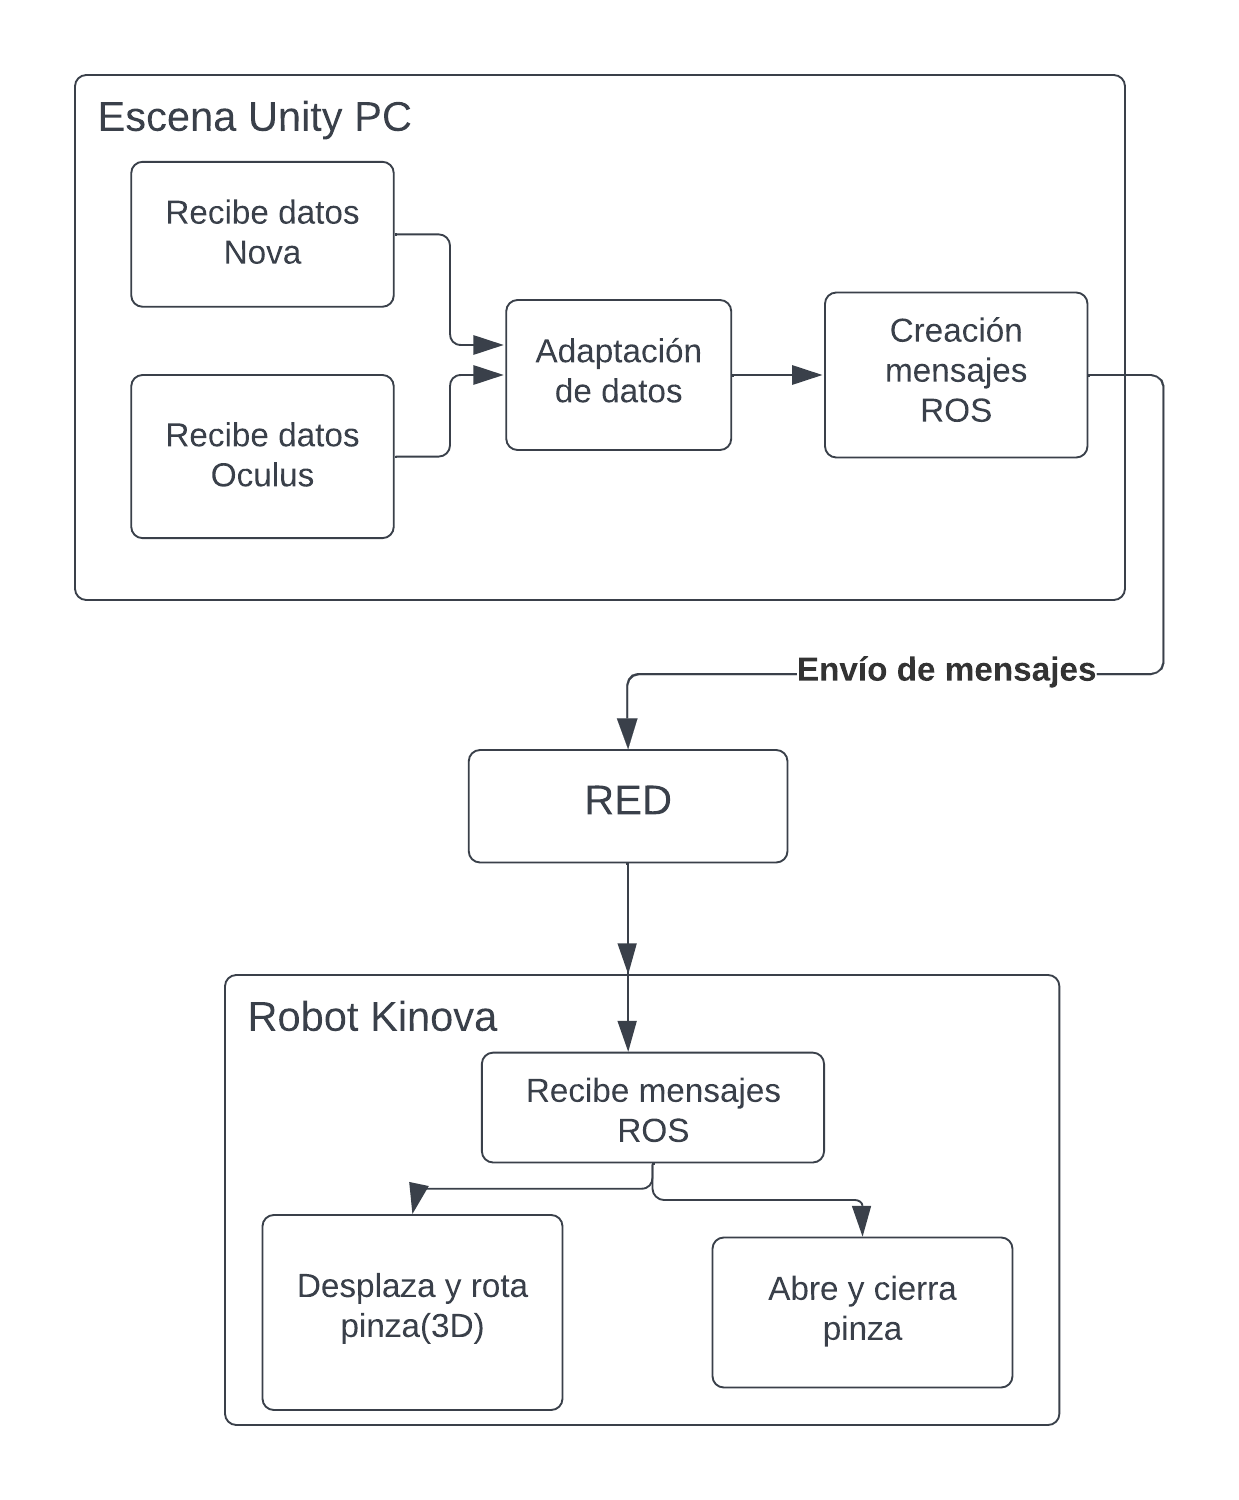 Escena Unity PC
Recibe datos
Nova
Recibe datos
Oculus
Adaptación
de datos
Creación
mensajes
ROS
Envío de mensajes
RED
Robot Kinova
Recibe mensajes
ROS
Desplaza y rota
pinza(3D)
Abre y cierra
pinza